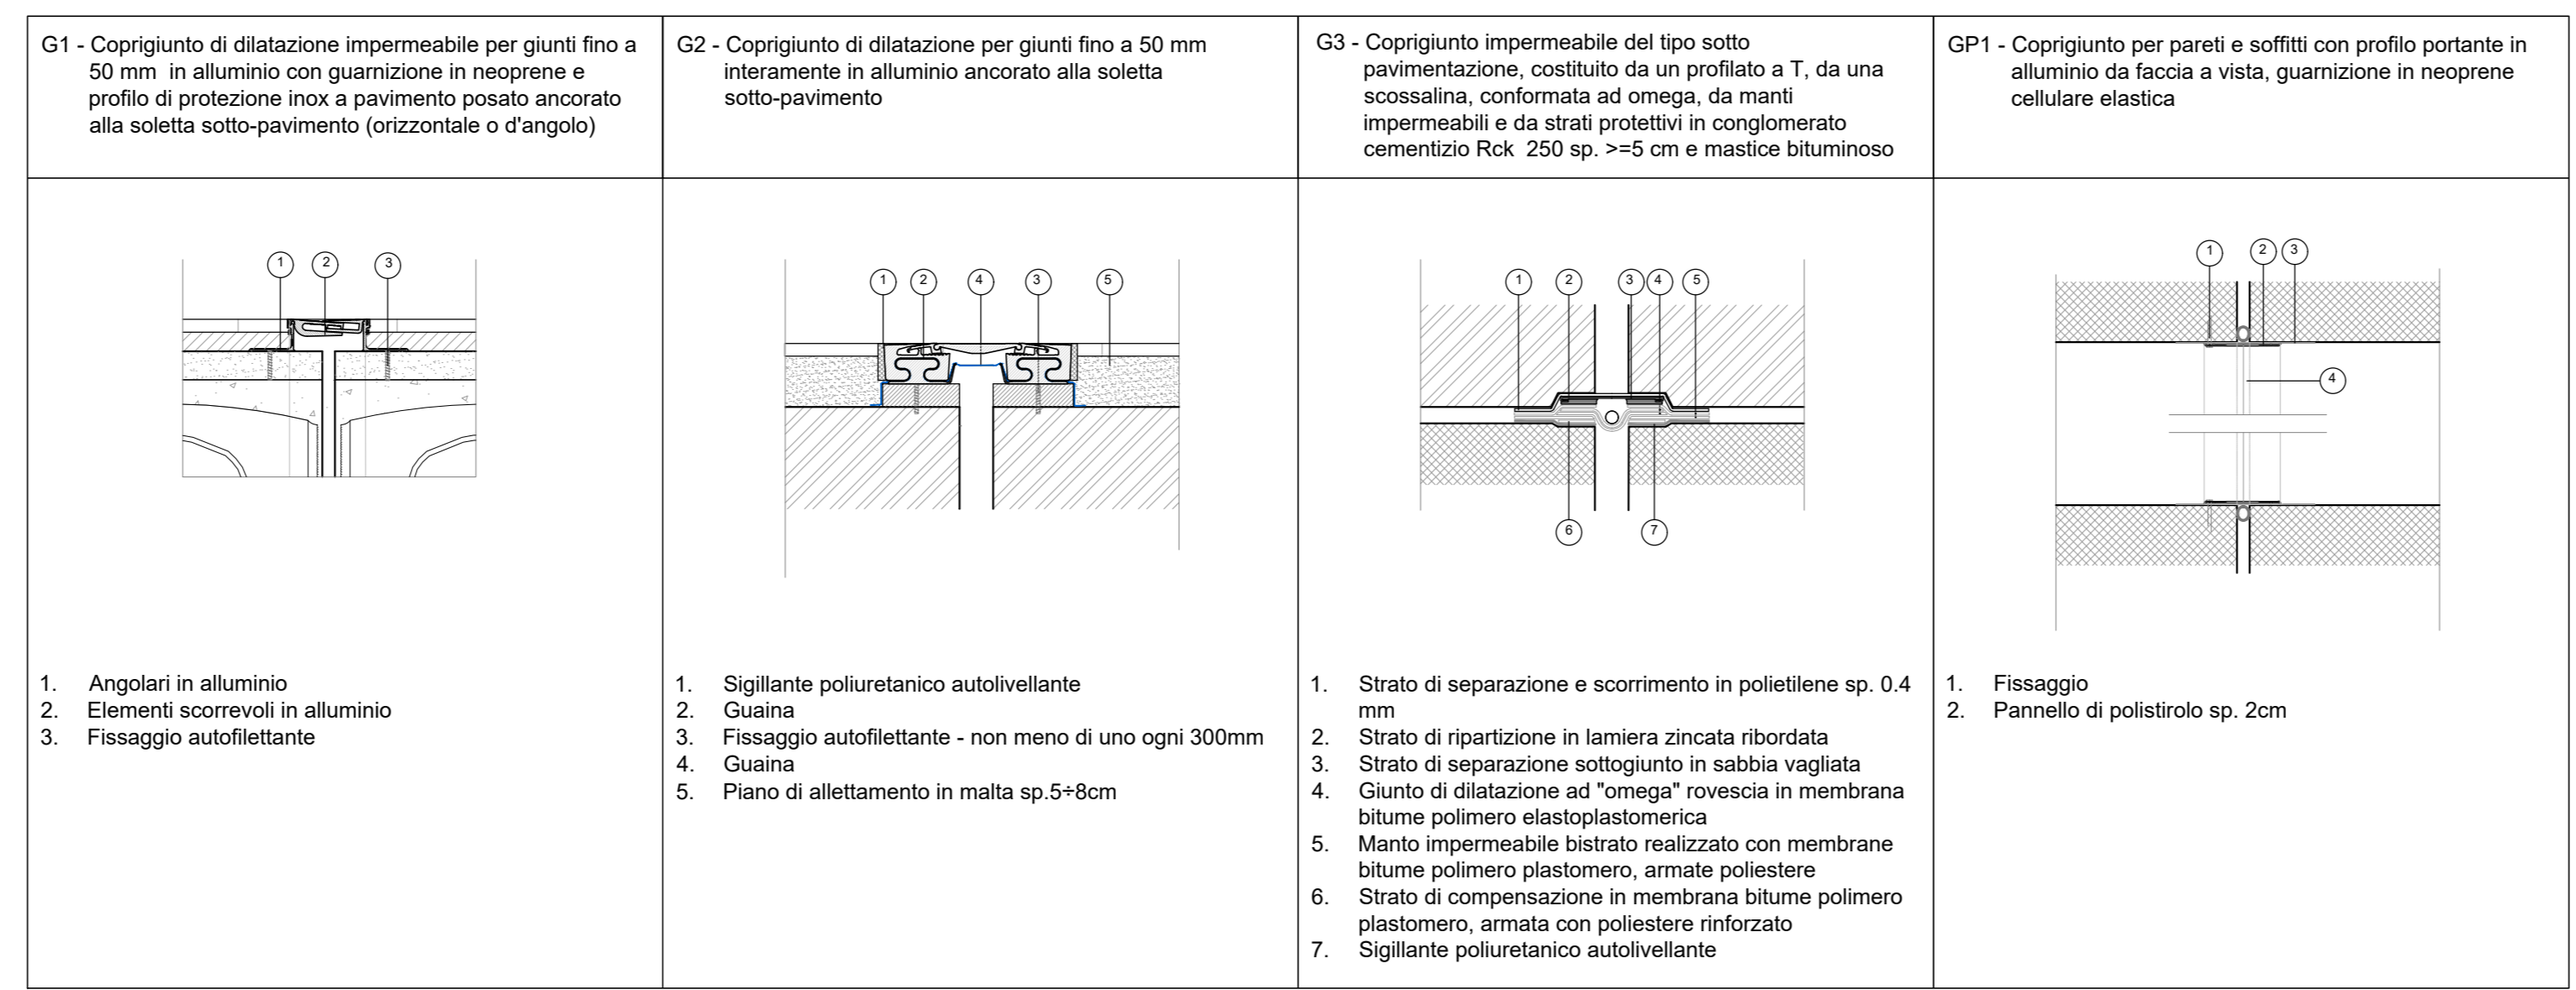 G1 - Coprigiunto di dilatazione impermeabile per giunti fino a
50 mm in alluminio con guarnizione in neoprene e
profilo di protezione inox a pavimento posato ancorato
alla soletta sotto-pavimento (orizzontale o d'angolo)
1
2
3
1. Angolari in alluminio
2. Elementi scorrevoli in alluminio
3. Fissaggio autofilettante
G2 - Coprigiunto di dilatazione per giunti fino a 50 mm
interamente in alluminio ancorato alla soletta
sotto-pavimento
1
2
4
3
5
1. Sigillante poliuretanico autolivellante
2. Guaina
3. Fissaggio autofilettante - non meno di uno ogni 300mm
4. Guaina
5. Piano di allettamento in malta sp.5÷8cm
G3 - Coprigiunto impermeabile del tipo sotto
pavimentazione, costituito da un profilato a T, da una
scossalina, conformata ad omega, da manti
impermeabili e da strati protettivi in conglomerato
cementizio Rck 250 sp. >=5 cm e mastice bituminoso
1
2
3
4
5
6
7
1. Strato di separazione e scorrimento in polietilene sp. 0.4
mm
2. Strato di ripartizione in lamiera zincata ribordata
3. Strato di separazione sottogiunto in sabbia vagliata
4. Giunto di dilatazione ad "omega" rovescia in membrana
bitume polimero elastoplastomerica
5. Manto impermeabile bistrato realizzato con membrane
bitume polimero plastomero, armate poliestere
6. Strato di compensazione in membrana bitume polimero
plastomero, armata con poliestere rinforzato
7. Sigillante poliuretanico autolivellante
GP1 - Coprigiunto per pareti e soffitti con profilo portante in
alluminio da faccia a vista, guarnizione in neoprene
cellulare elastica
1
2
3
4
1. Fissaggio
2. Pannello di polistirolo sp. 2cm